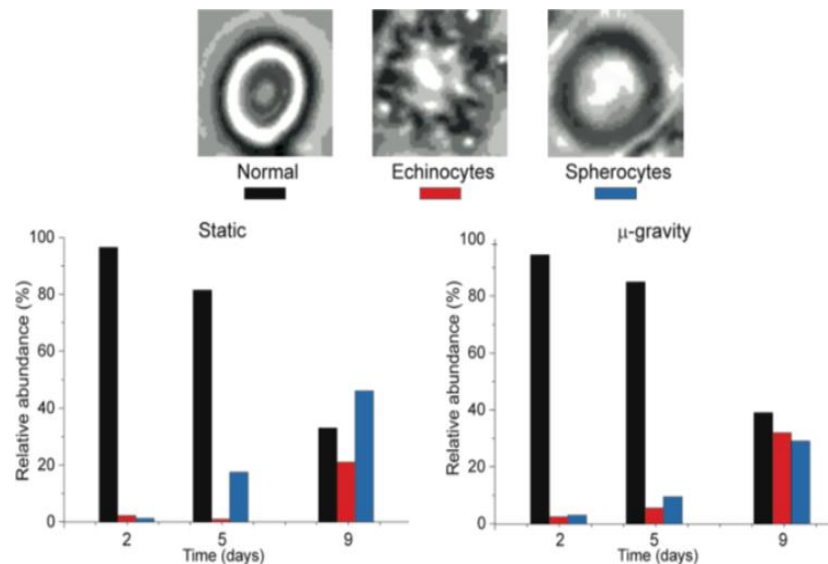 Normal Echinocytes Spherocytes
Static
Relative abundance (%)
100
80
60
40
20
0
2 5 9
Time (days)
μ-gravity
Relative abundance (%)
100
80
60
40
20
0
2 5 9
Time (days)